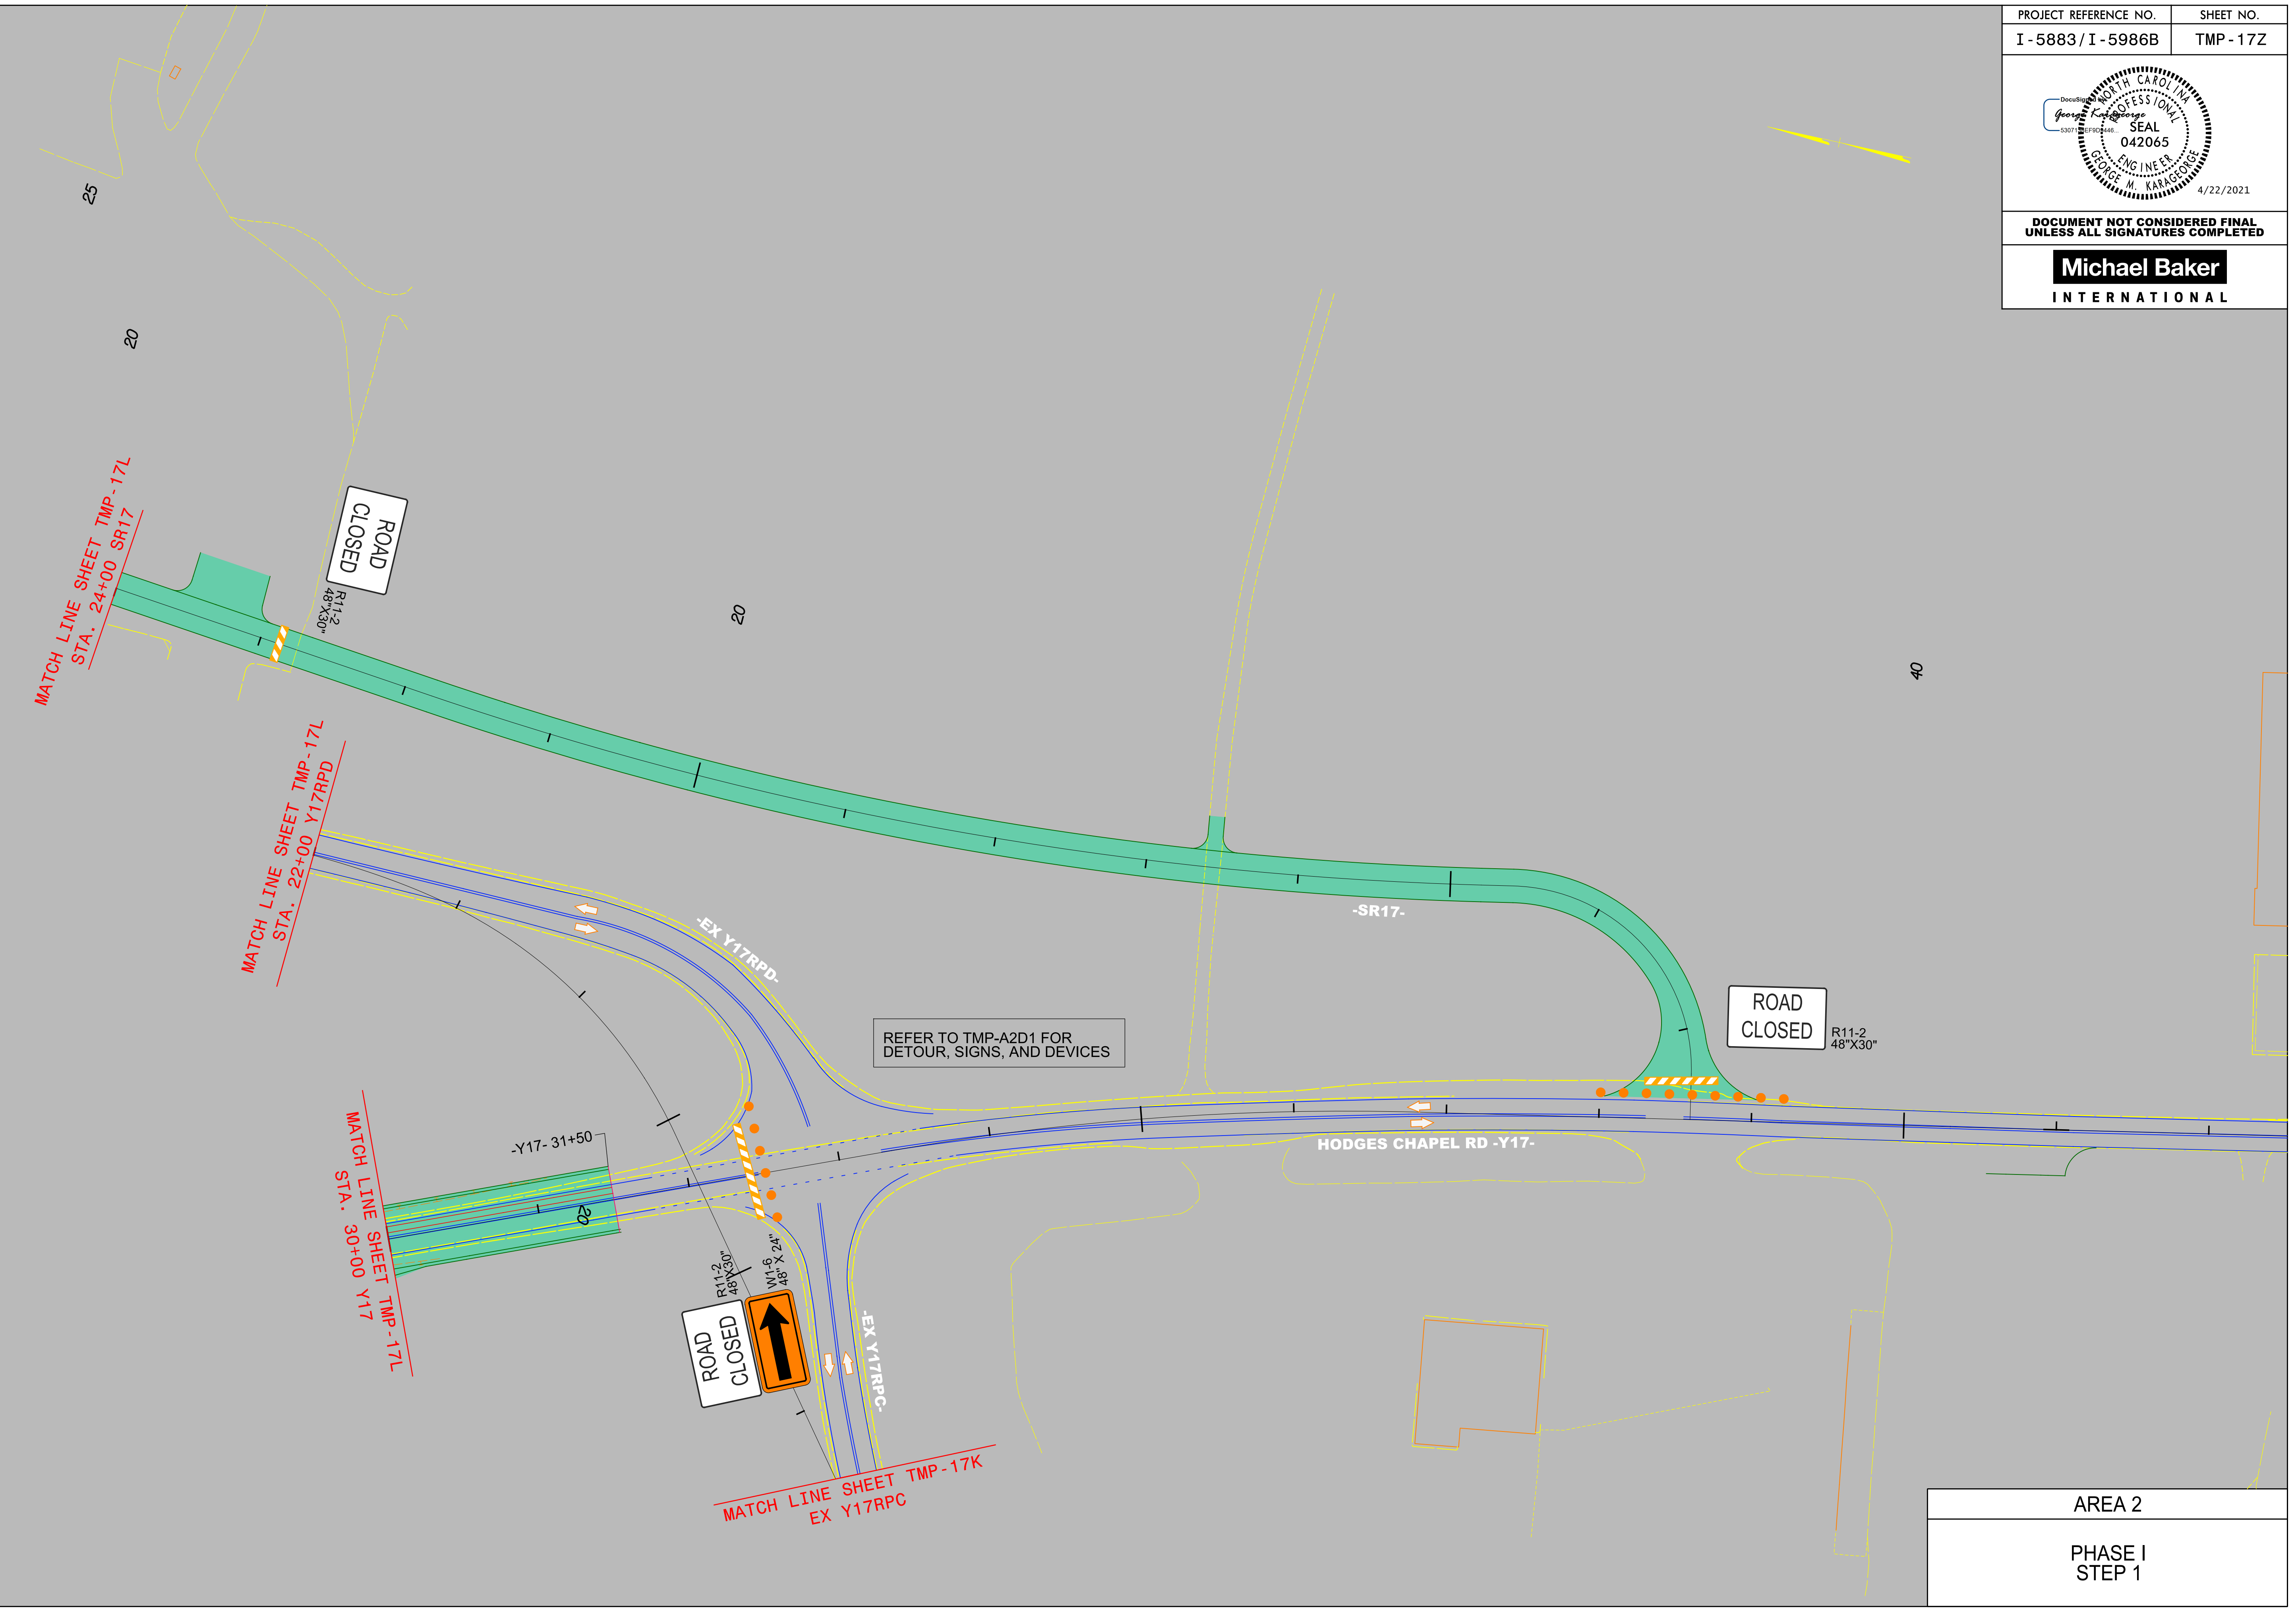 PROJECT REFERENCE NO.
SHEET NO.
I-5883/I-5986B
TMP-17Z
NORTH CAROLINA
PROFESSIONAL
SEAL
042065
ENGINEER
GEORGE M. KARAGEORGE
George Karageorge
4/22/2021
DOCUMENT NOT CONSIDERED FINAL
UNLESS ALL SIGNATURES COMPLETED
Michael Baker
INTERNATIONAL
25
20
20
40
MATCH LINE SHEET TMP-17L
STA. 24+00 SR17
ROAD
CLOSED
R11-2
48"X30"
MATCH LINE SHEET TMP-17L
STA. 22+00 Y17RPD
-EX Y17RPD-
-SR17-
REFER TO TMP-A2D1 FOR
DETOUR, SIGNS, AND DEVICES
ROAD
CLOSED
R11-2
48"X30"
HODGES CHAPEL RD -Y17-
-Y17- 31+50
20
MATCH LINE SHEET TMP-17L
STA. 30+00 Y17
R11-2
48"X30"
W1-6
48" X 24"
ROAD
CLOSED
-EX Y17RPC-
MATCH LINE SHEET TMP-17K
EX Y17RPC
AREA 2
PHASE I
STEP 1